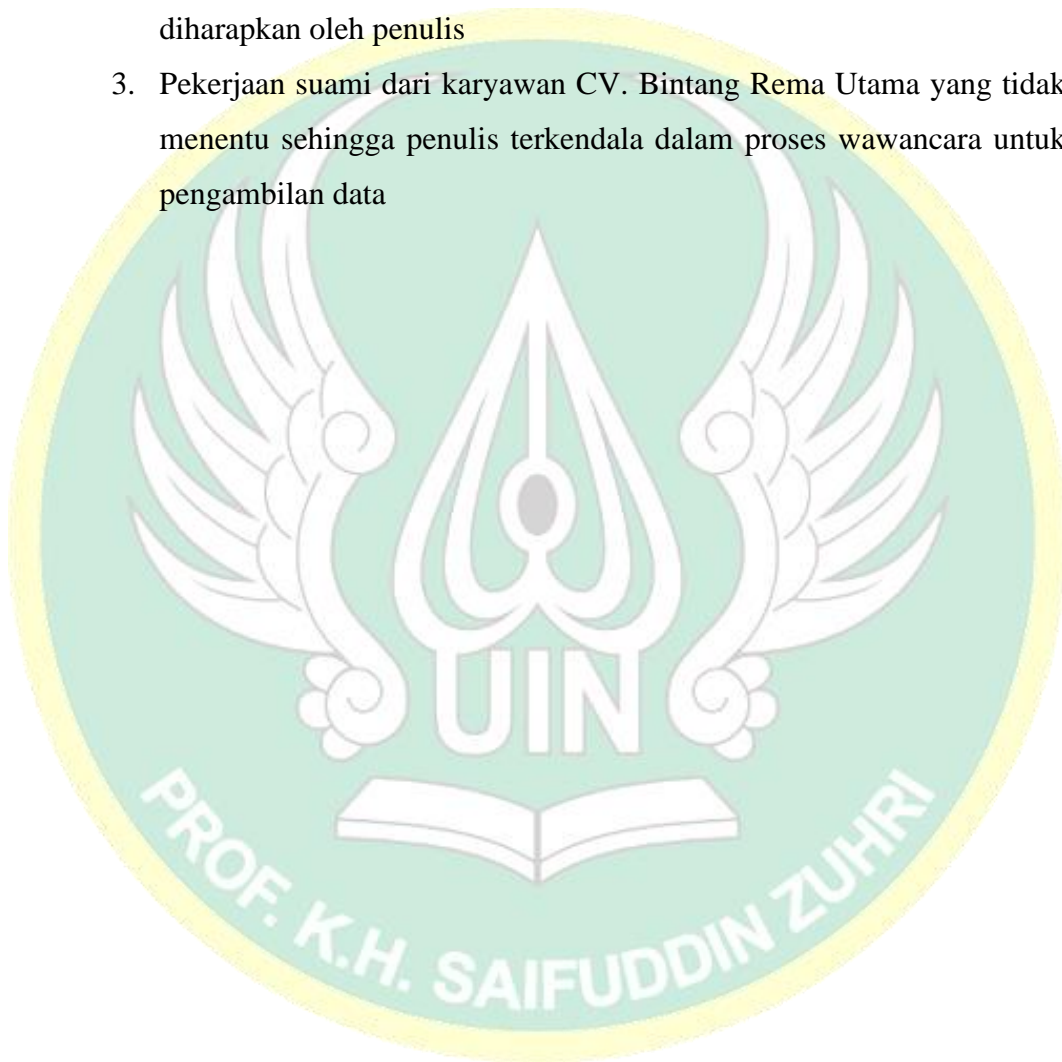 diharapkan oleh penulis
3. Pekerjaan suami dari karyawan CV. Bintang Rema Utama yang tidak
menentu sehingga penulis terkendala dalam proses wawancara untuk
pengambilan data
UIN
PROF. K.H. SAIFUDDIN ZUHRI